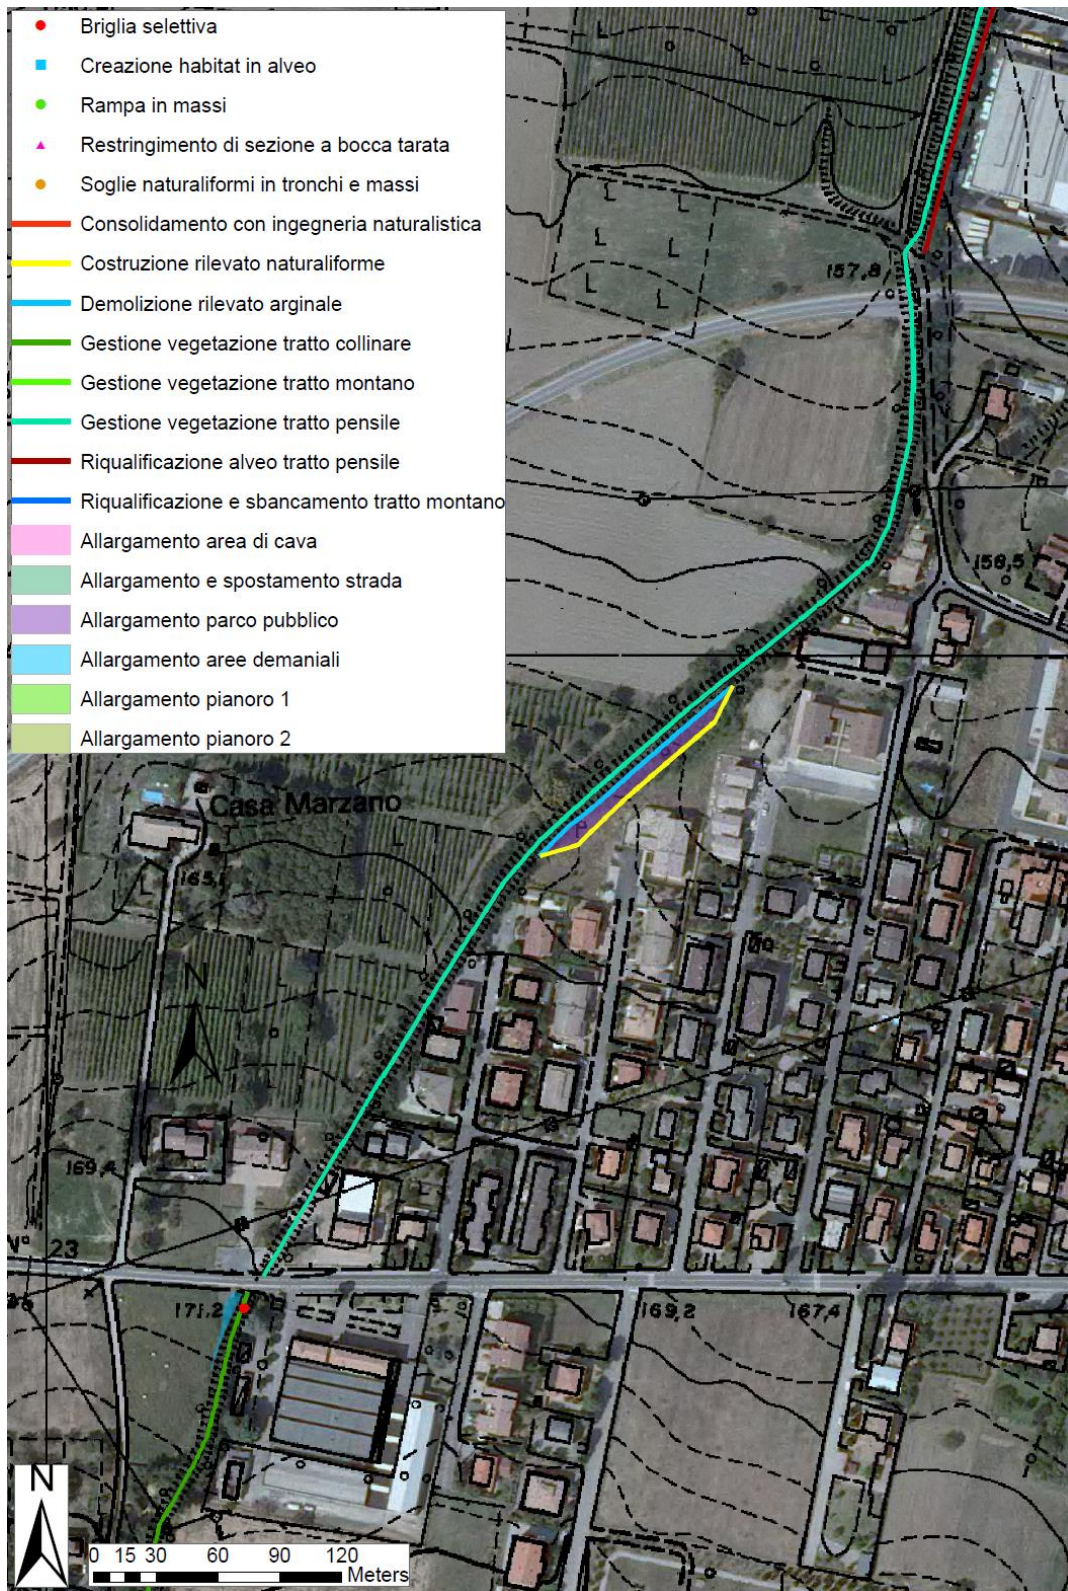 Briglia selettiva
Creazione habitat in alveo
Rampa in massi
Restringimento di sezione a bocca tarata
Soglie naturaliformi in tronchi e massi
Consolidamento con ingegneria naturalistica
Costruzione rilevato naturaliforme
Demolizione rilevato arginale
Gestione vegetazione tratto collinare
Gestione vegetazione tratto montano
Gestione vegetazione tratto pensile
Riqualificazione alveo tratto pensile
Riqualificazione e sbancamento tratto montano
Allargamento area di cava
Allargamento e spostamento strada
Allargamento parco pubblico
Allargamento aree demaniali
Allargamento pianoro 1
Allargamento pianoro 2
157,8
158,5
Casa Marzano
165,1
N
169,4
N° 23
171,2
169,2
167,4
N
0 15 30 60 90 120
Meters